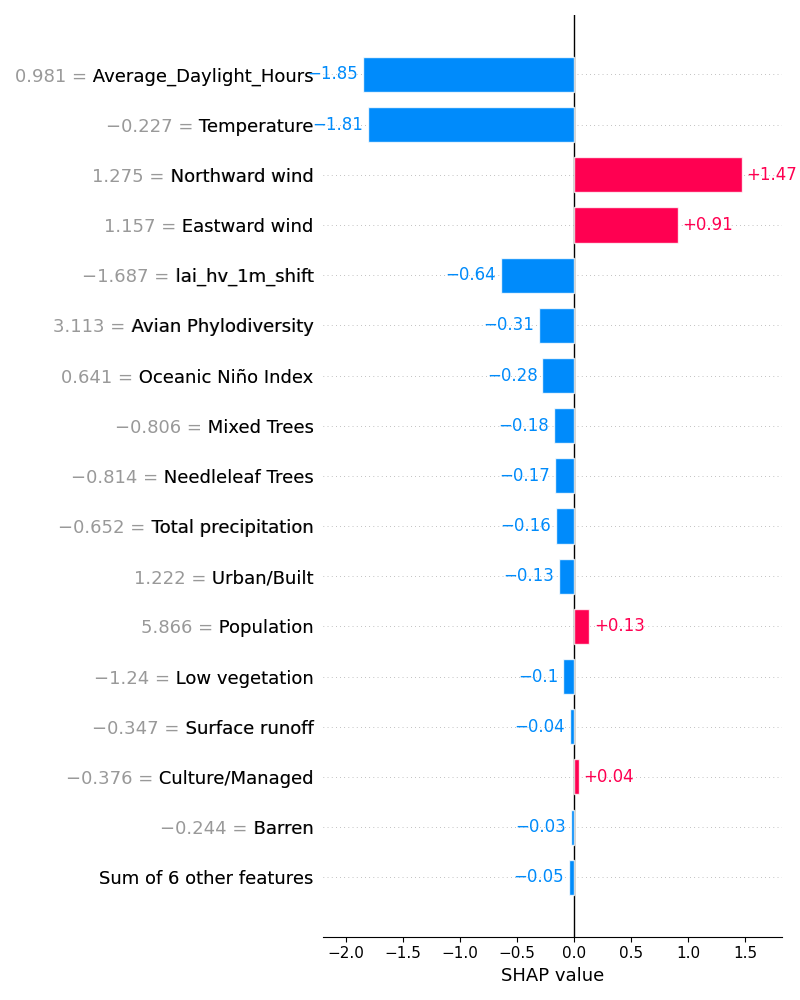 0.981 = Average_Daylight_Hours −1.85
−0.227 = Temperature −1.81
1.275 = Northward wind +1.47
1.157 = Eastward wind +0.91
−1.687 = lai_hv_1m_shift −0.64
3.113 = Avian Phylodiversity −0.31
0.641 = Oceanic Niño Index −0.28
−0.806 = Mixed Trees −0.18
−0.814 = Needleleaf Trees −0.17
−0.652 = Total precipitation −0.16
1.222 = Urban/Built −0.13
5.866 = Population +0.13
−1.24 = Low vegetation −0.1
−0.347 = Surface runoff −0.04
−0.376 = Culture/Managed +0.04
−0.244 = Barren −0.03
Sum of 6 other features −0.05
−2.0 −1.5 −1.0 −0.5 0.0 0.5 1.0 1.5
SHAP value